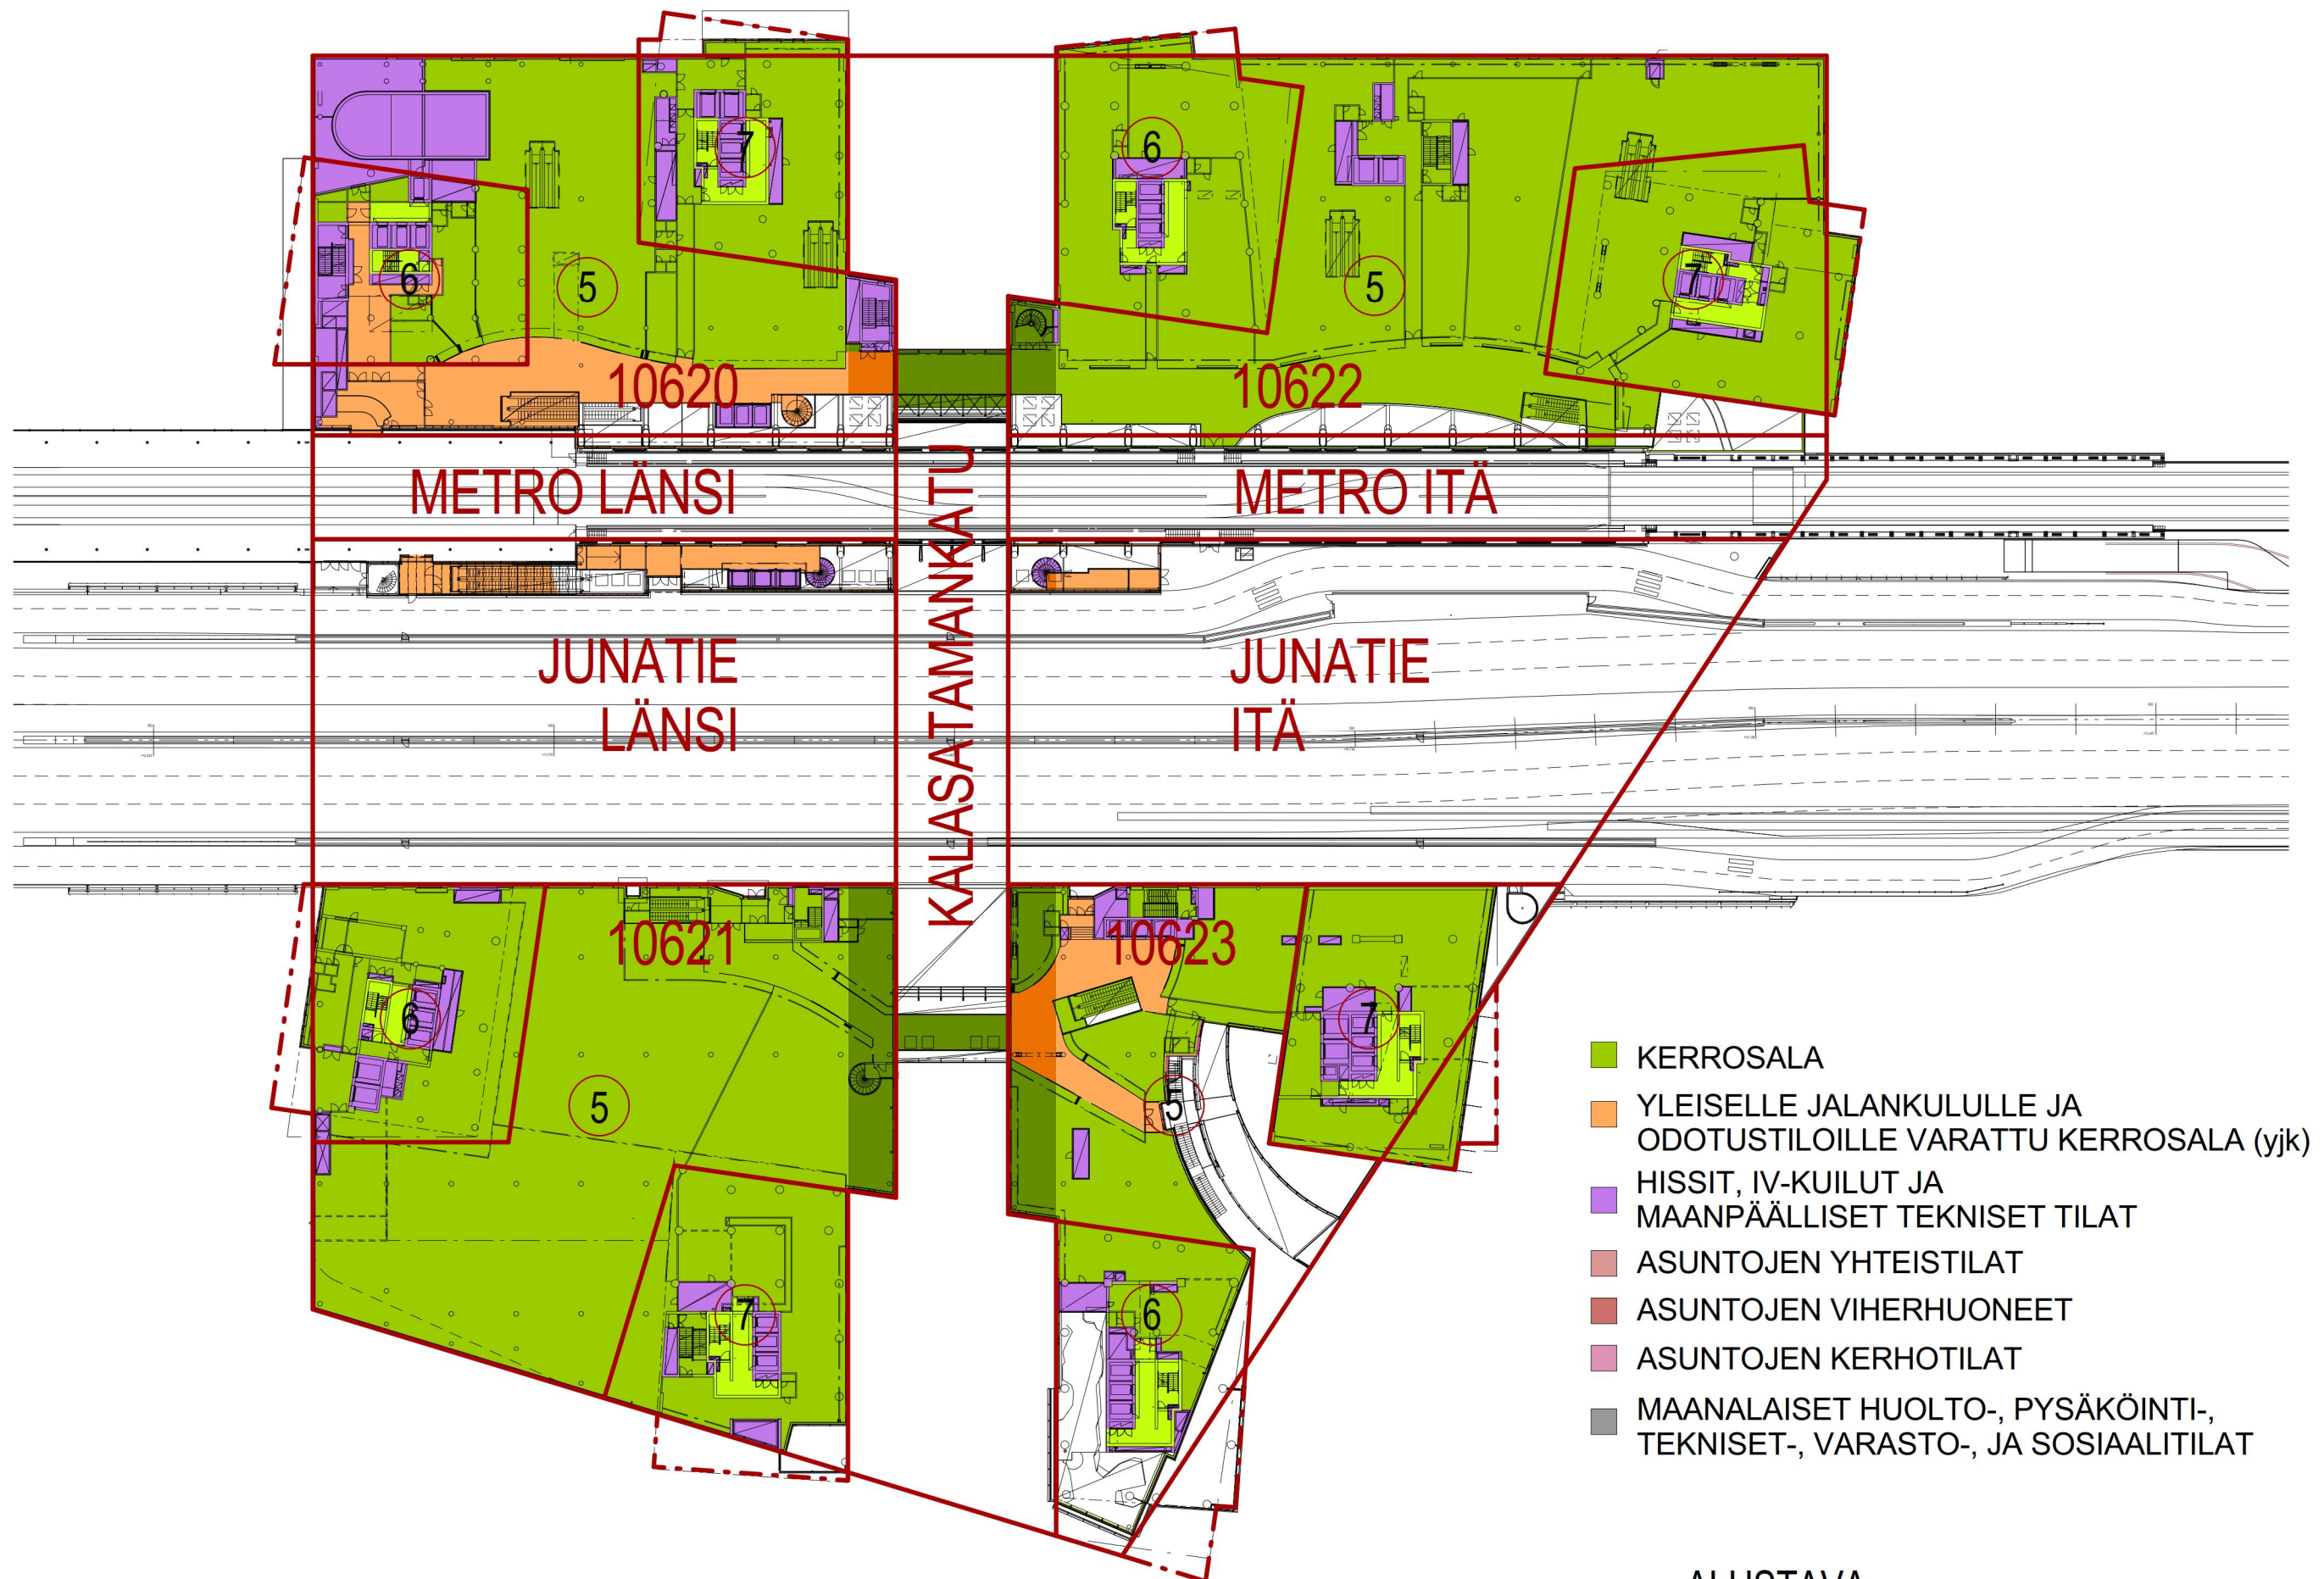 7
6
6
5
5
7
10620
10622
METRO LÄNSI
METRO ITÄ
KALASATAMANKATU
JUNATIE
LÄNSI
JUNATIE
ITÄ
10621
10623
6
7
5
5
7
6
KERROSALA
YLEISELLE JALANKULULLE JA
ODOTUSTILOILLE VARATTU KERROSALA (yjk)
HISSIT, IV-KUILUT JA
MAANPÄÄLLISET TEKNISET TILAT
ASUNTOJEN YHTEISTILAT
ASUNTOJEN VIHERHUONEET
ASUNTOJEN KERHOTILAT
MAANALAISET HUOLTO-, PYSÄKÖINTI-,
TEKNISET-, VARASTO-, JA SOSIAALITILAT
ALUSTAVA